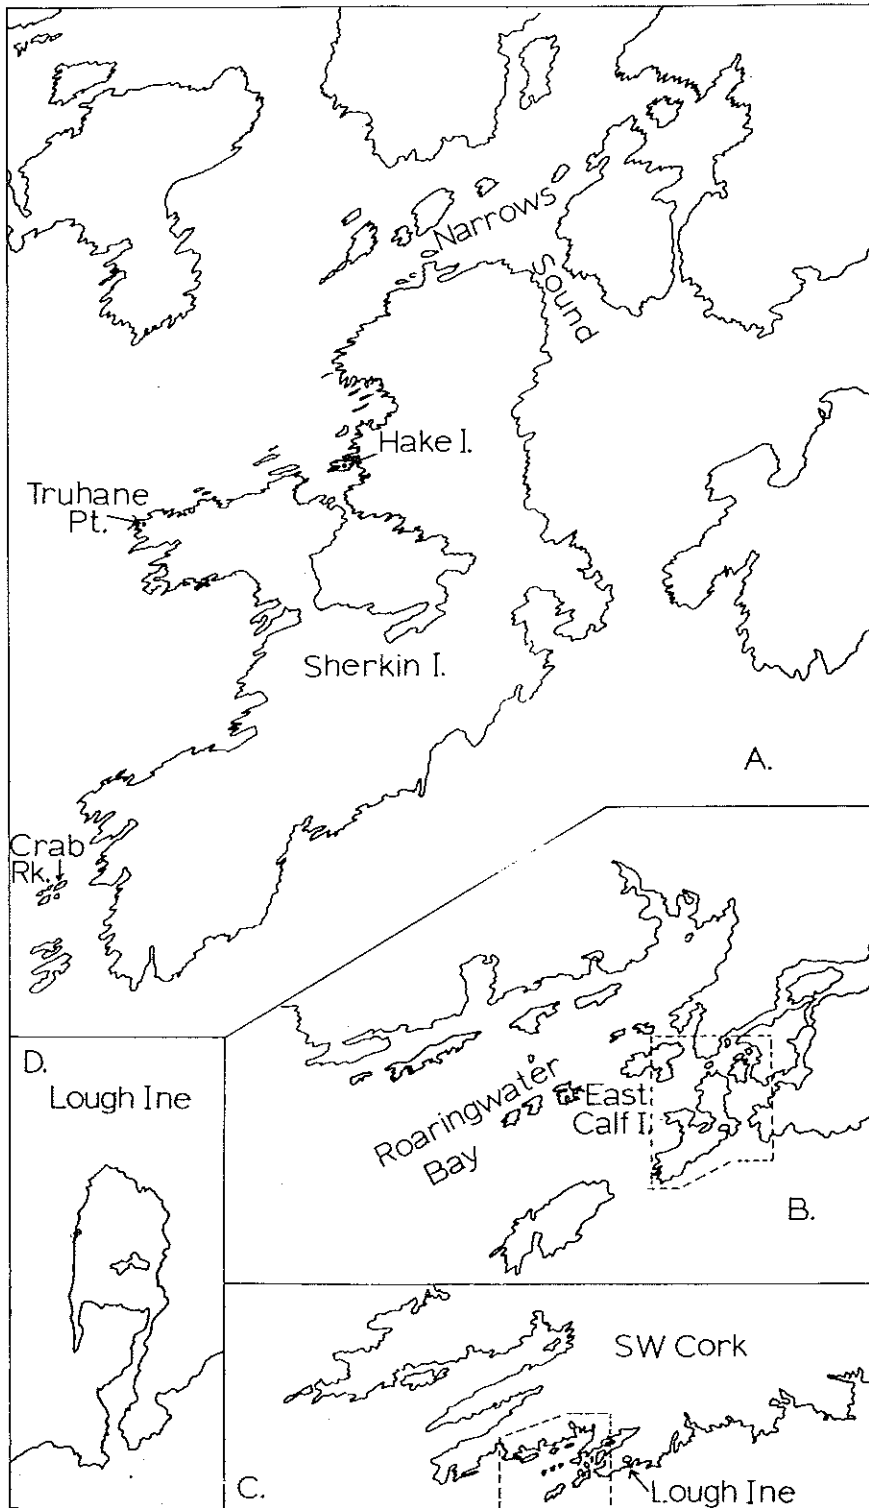 Narrows
Sound
Hake I.
Truhane
Pt.
Sherkin I.
A.
Crab
Rk.
D.
Lough Ine
Roaringwater
Bay
East
Calf I.
B.
SW Cork
Lough Ine
C.